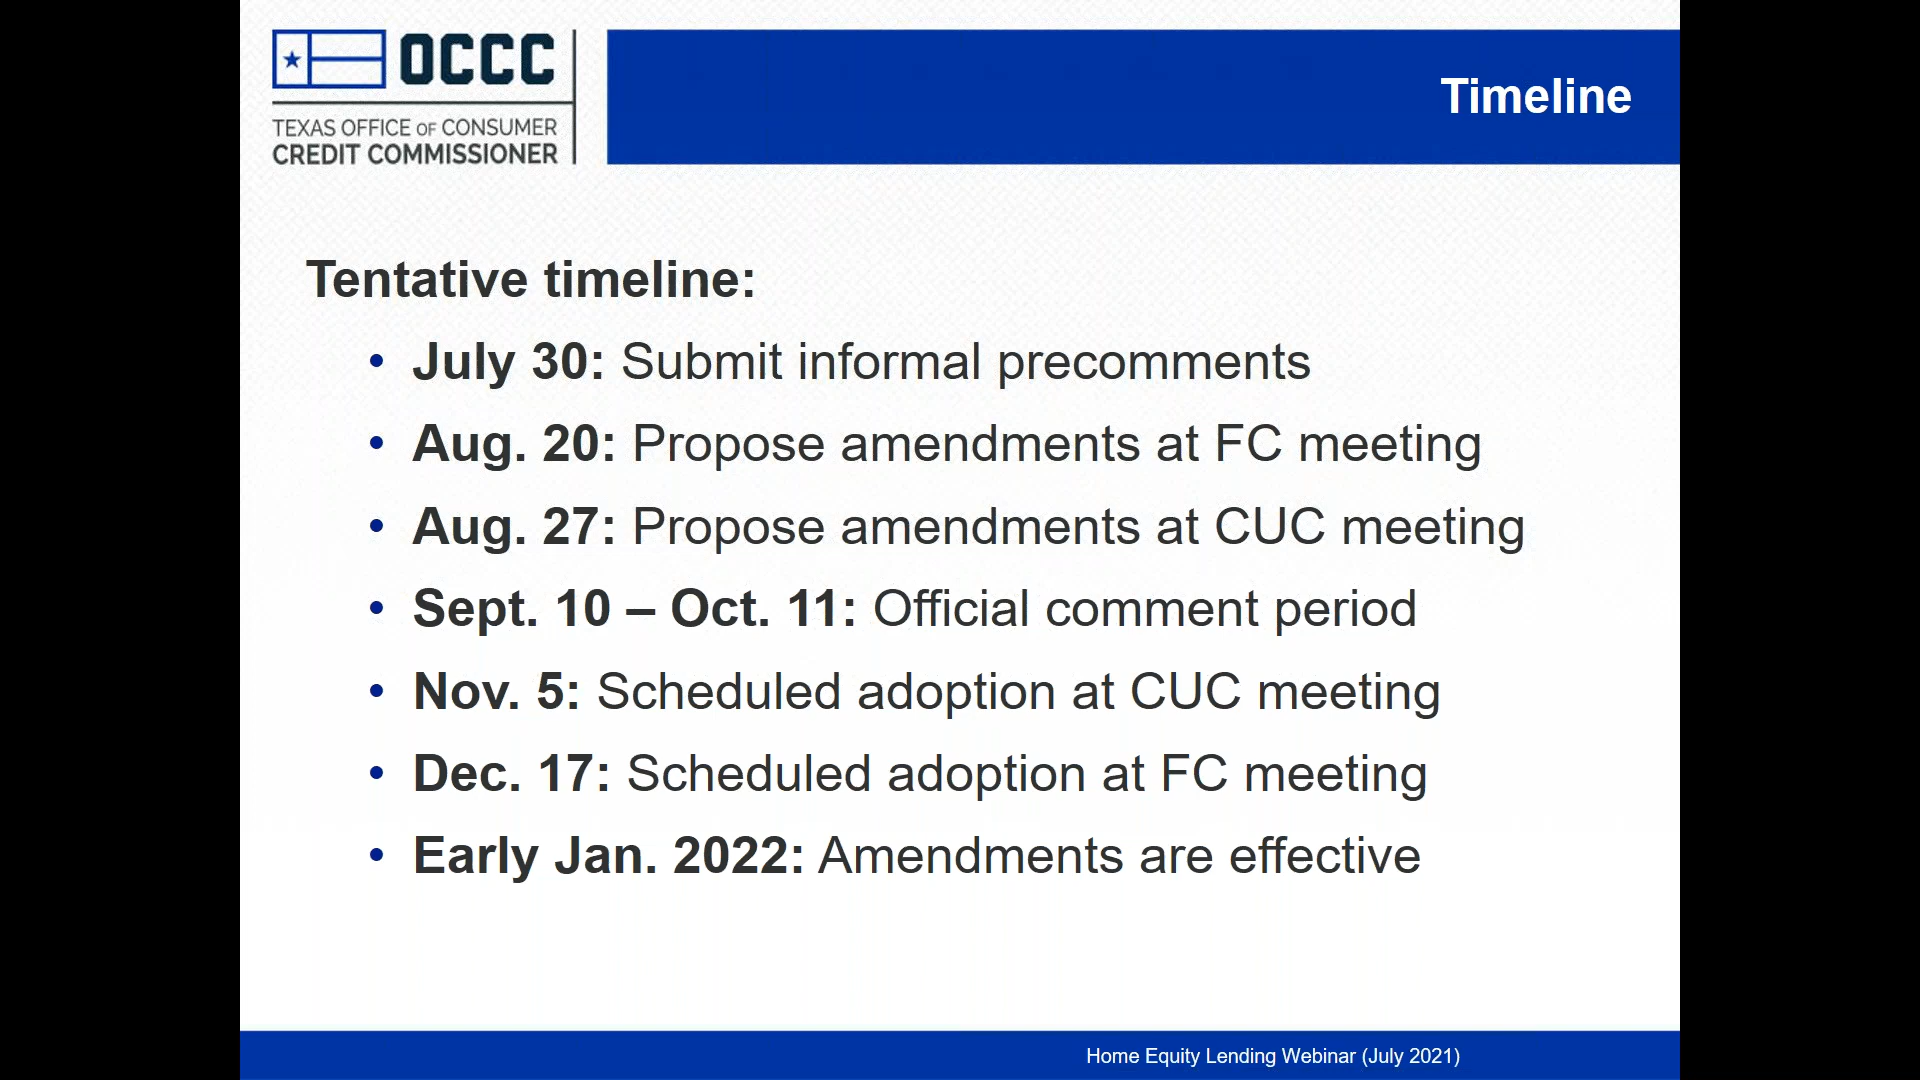 OCCC
TEXAS OFFICE OF CONSUMER
CREDIT COMMISSIONER
Timeline
Tentative timeline:
• July 30: Submit informal precomments
• Aug. 20: Propose amendments at FC meeting
• Aug. 27: Propose amendments at CUC meeting
• Sept. 10 – Oct. 11: Official comment period
• Nov. 5: Scheduled adoption at CUC meeting
• Dec. 17: Scheduled adoption at FC meeting
• Early Jan. 2022: Amendments are effective
Home Equity Lending Webinar (July 2021)